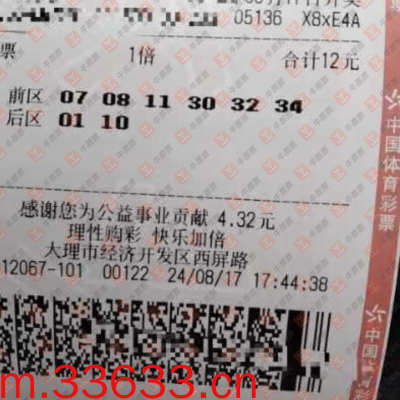 05136 X8xE4A
票 1倍 合计12元
前区 07 08 11 30 32 34
后区 01 10
感谢您为公益事业贡献 4.32元
理性购彩 快乐加倍
大理市经济开发区西屏路
12067-101 00122 24/08/17 17:44:38
中国体育彩票
中国体
m.33633.cn